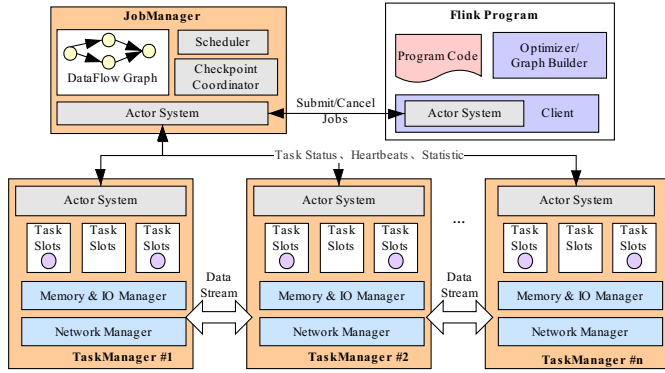 JobManager
Flink Program
DataFlow Graph
Scheduler
Checkpoint
Coordinator
Actor System
Program Code
Optimizer/
Graph Builder
Submit/Cancel
Jobs
Actor System
Client
Task Status、Heartbeats、Statistic
Actor System
Task
Slots
Task
Slots
Task
Slots
Memory & IO Manager
Network Manager
TaskManager #1
Data
Stream
Actor System
Task
Slots
Task
Slots
Task
Slots
Memory & IO Manager
Network Manager
TaskManager #2
...
Data
Stream
Actor System
Task
Slots
Task
Slots
Task
Slots
Memory & IO Manager
Network Manager
TaskManager #n